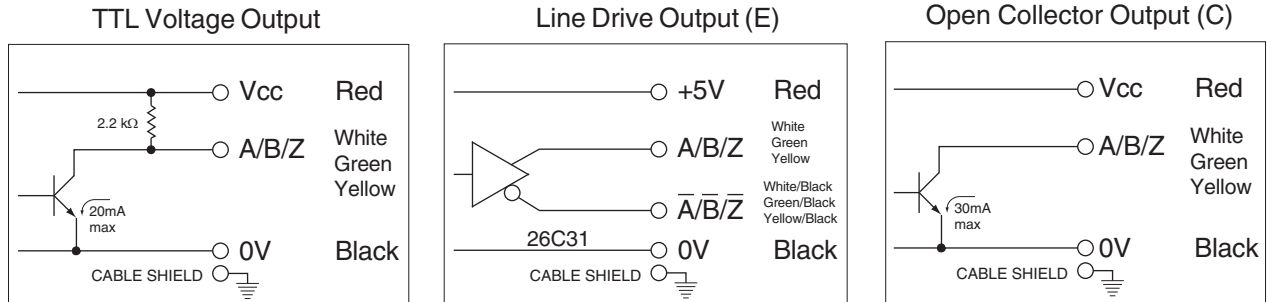 TTL Voltage Output
Vcc Red
2.2 kΩ
A/B/Z White
Green
Yellow
20mA
max
0V Black
CABLE SHIELD
Line Drive Output (E)
+5V Red
A/B/Z White
Green
Yellow
A̅/B̅/Z̅ White/Black
Green/Black
Yellow/Black
26C31
0V Black
CABLE SHIELD
Open Collector Output (C)
Vcc Red
A/B/Z White
Green
Yellow
30mA
max
0V Black
CABLE SHIELD